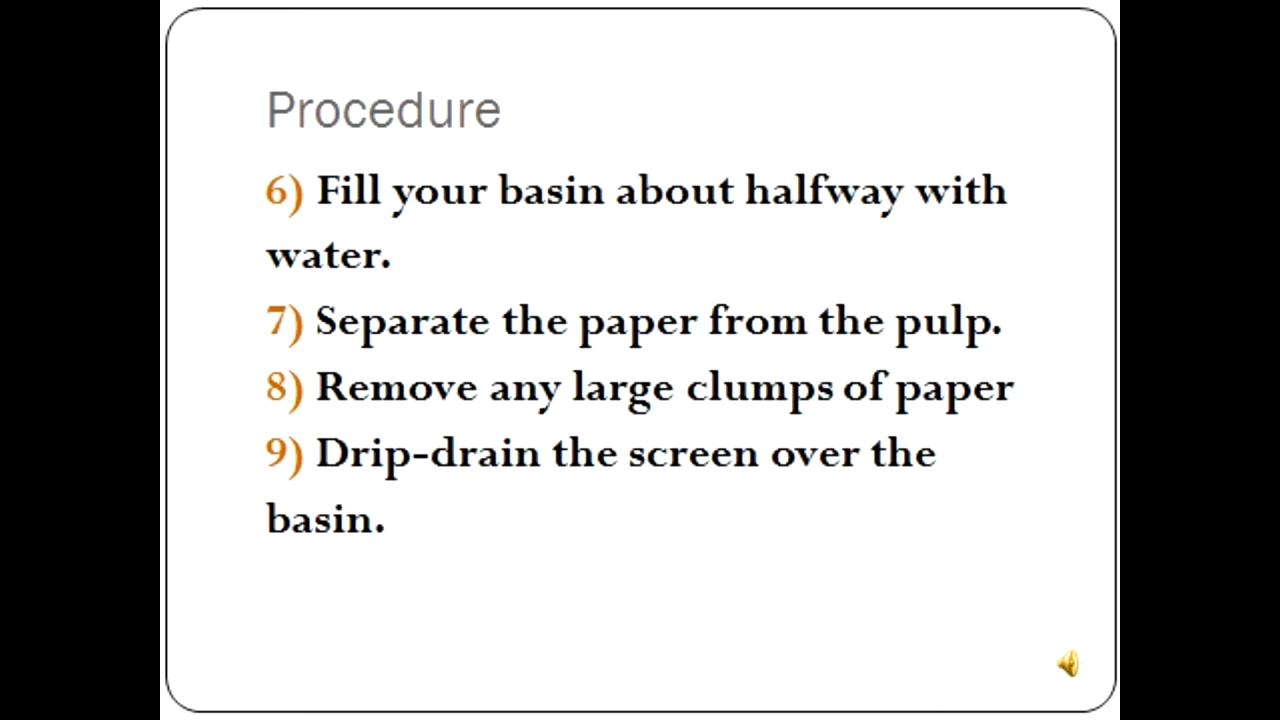 Procedure
6) Fill your basin about halfway with
water.
7) Separate the paper from the pulp.
8) Remove any large clumps of paper
9) Drip-drain the screen over the
basin.